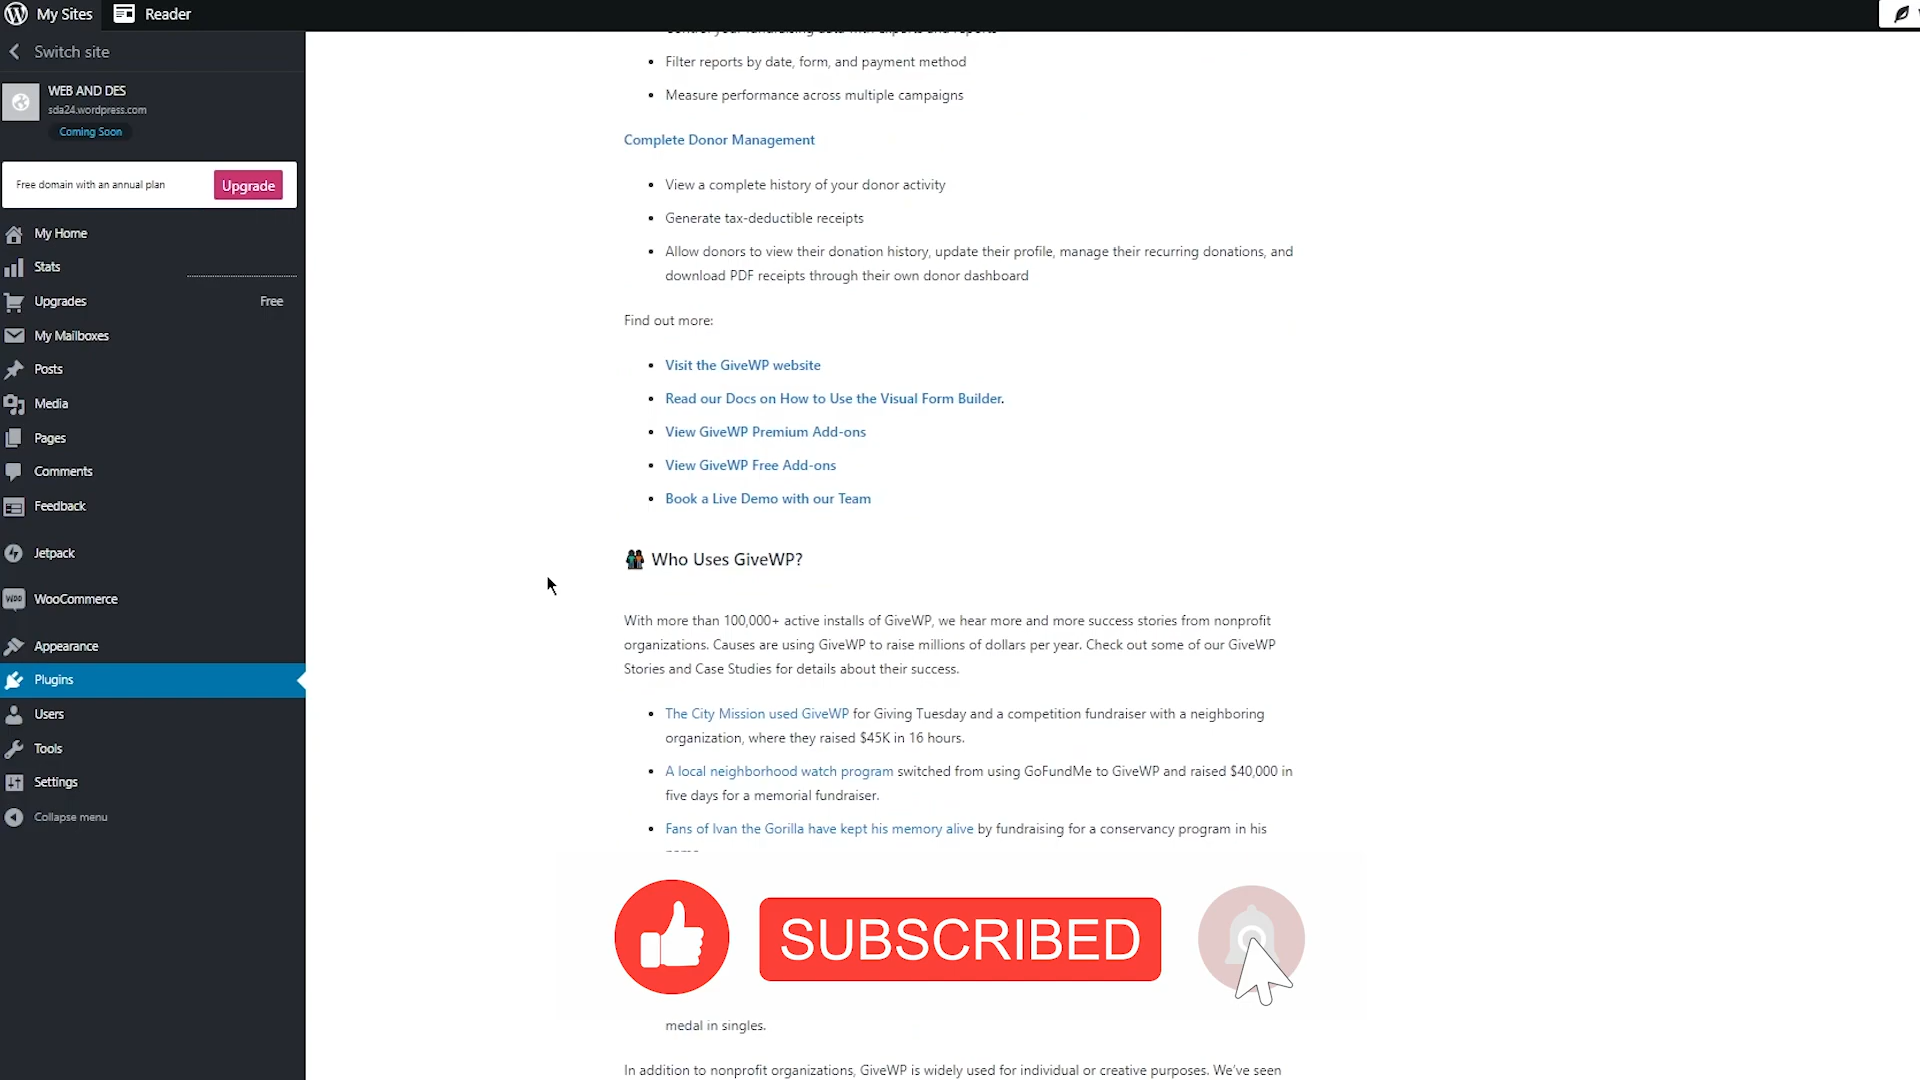 My Sites
Reader
Switch site
WEB AND DES
sda24.wordpress.com
Coming Soon
Free domain with an annual plan
Upgrade
My Home
Stats
Upgrades
Free
My Mailboxes
Posts
Media
Pages
Comments
Feedback
Jetpack
WooCommerce
Appearance
Plugins
Users
Tools
Settings
Collapse menu
Filter reports by date, form, and payment method
Measure performance across multiple campaigns
Complete Donor Management
View a complete history of your donor activity
Generate tax-deductible receipts
Allow donors to view their donation history, update their profile, manage their recurring donations, and
download PDF receipts through their own donor dashboard
Find out more:
Visit the GiveWP website
Read our Docs on How to Use the Visual Form Builder.
View GiveWP Premium Add-ons
View GiveWP Free Add-ons
Book a Live Demo with our Team
Who Uses GiveWP?
With more than 100,000+ active installs of GiveWP, we hear more and more success stories from nonprofit
organizations. Causes are using GiveWP to raise millions of dollars per year. Check out some of our GiveWP
Stories and Case Studies for details about their success.
The City Mission used GiveWP for Giving Tuesday and a competition fundraiser with a neighboring
organization, where they raised $45K in 16 hours.
A local neighborhood watch program switched from using GoFundMe to GiveWP and raised $40,000 in
five days for a memorial fundraiser.
Fans of Ivan the Gorilla have kept his memory alive by fundraising for a conservancy program in his
SUBSCRIBED
medal in singles.
In addition to nonprofit organizations, GiveWP is widely used for individual or creative purposes. We've seen